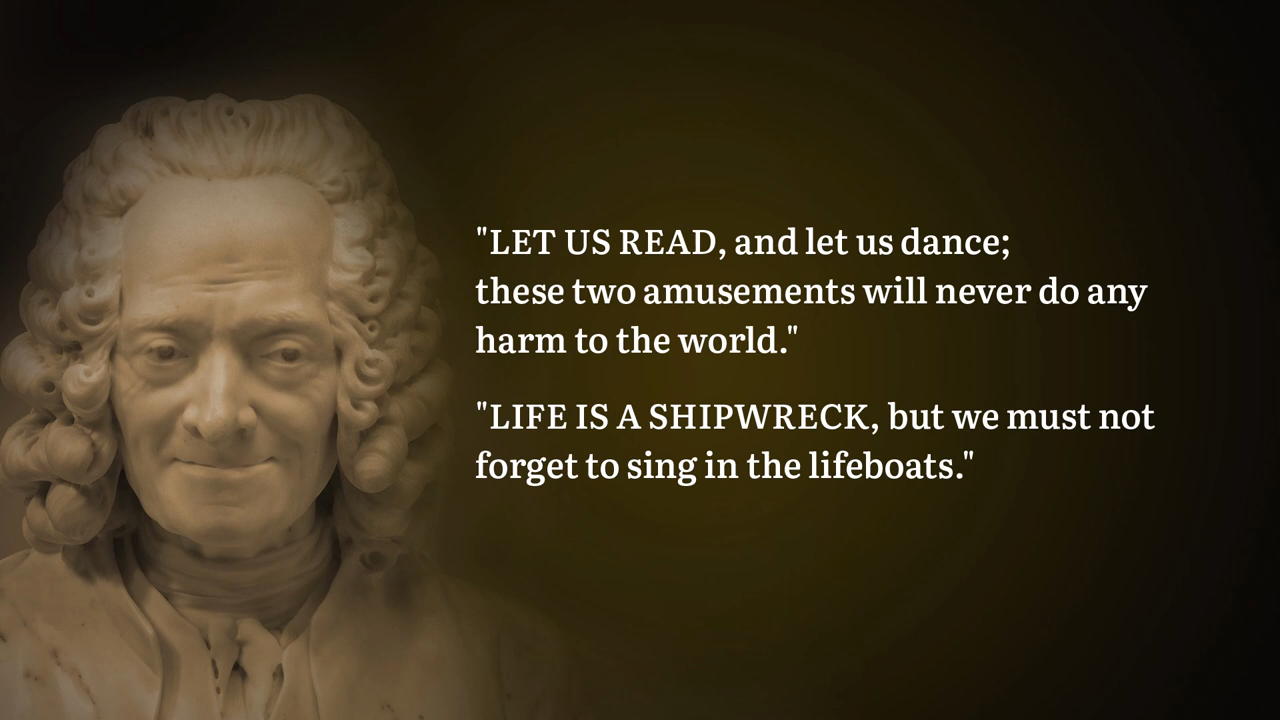 "LET US READ, and let us dance;
these two amusements will never do any
harm to the world."
"LIFE IS A SHIPWRECK, but we must not
forget to sing in the lifeboats."